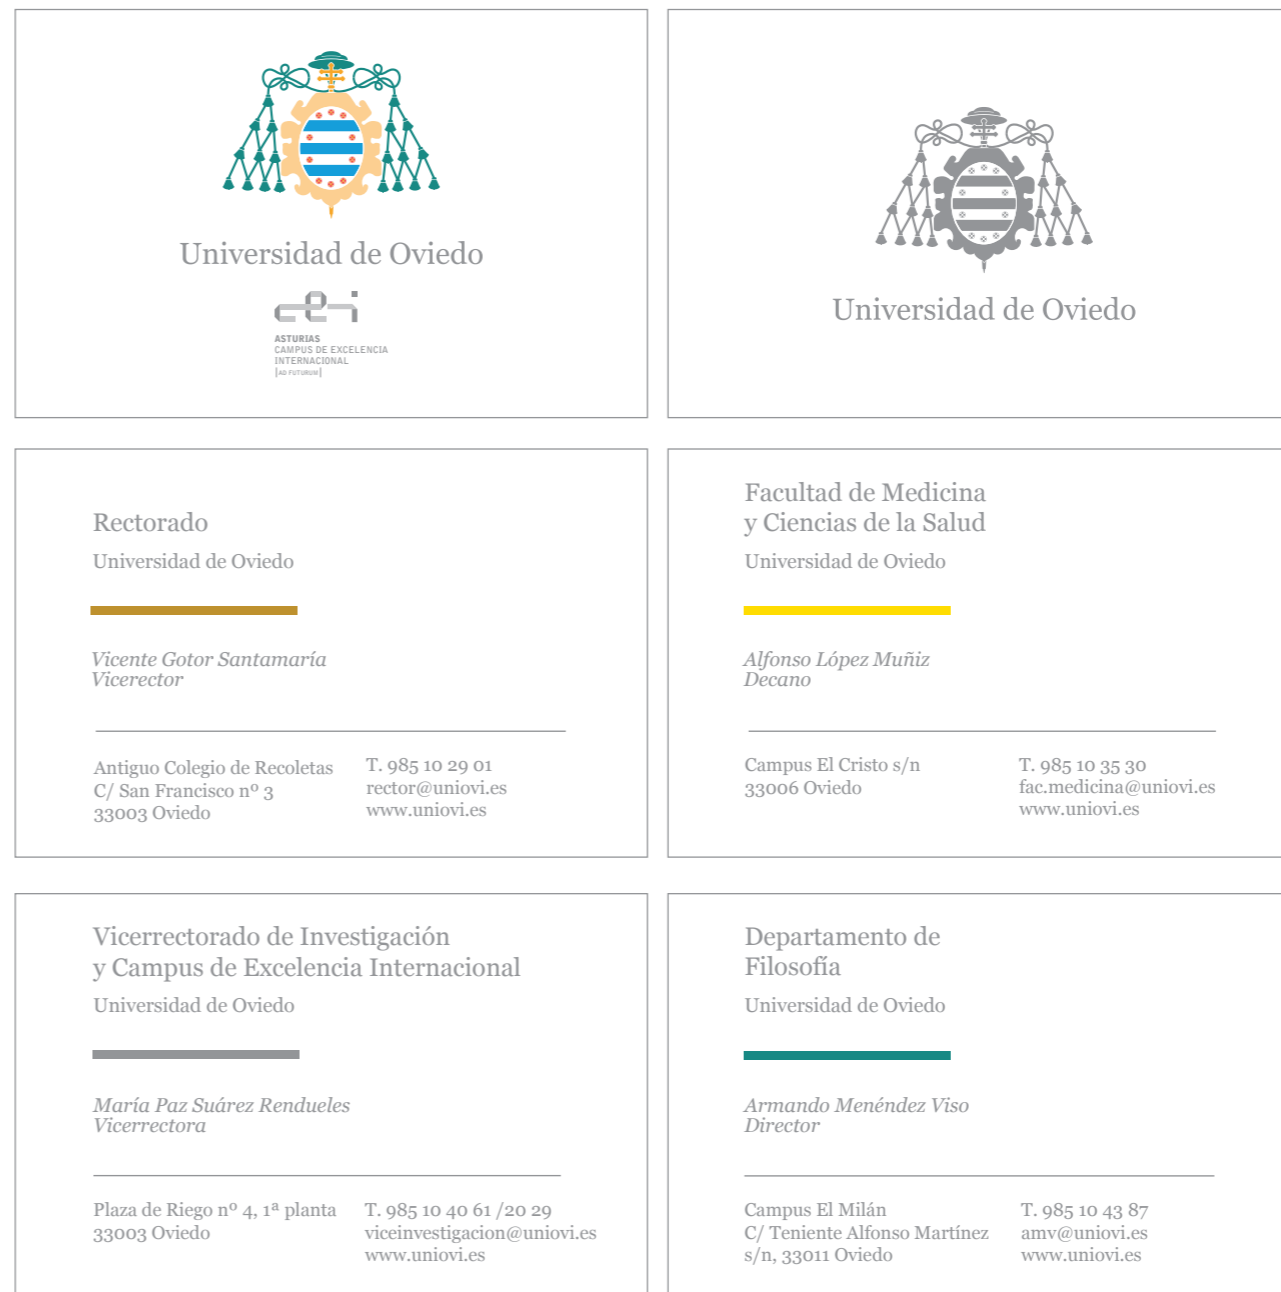 Universidad de Oviedo
cei
ASTURIAS
CAMPUS DE EXCELENCIA
INTERNACIONAL
|AD FUTURUM|
Universidad de Oviedo
Rectorado
Universidad de Oviedo
Vicente Gotor Santamaría
Vicerector
Antiguo Colegio de Recoletas
C/ San Francisco nº 3
33003 Oviedo
T. 985 10 29 01
rector@uniovi.es
www.uniovi.es
Facultad de Medicina
y Ciencias de la Salud
Universidad de Oviedo
Alfonso López Muñiz
Decano
Campus El Cristo s/n
33006 Oviedo
T. 985 10 35 30
fac.medicina@uniovi.es
www.uniovi.es
Vicerrectorado de Investigación
y Campus de Excelencia Internacional
Universidad de Oviedo
María Paz Suárez Rendueles
Vicerrectora
Plaza de Riego nº 4, 1ª planta
33003 Oviedo
T. 985 10 40 61 /20 29
viceinvestigacion@uniovi.es
www.uniovi.es
Departamento de
Filosofía
Universidad de Oviedo
Armando Menéndez Viso
Director
Campus El Milán
C/ Teniente Alfonso Martínez
s/n, 33011 Oviedo
T. 985 10 43 87
amv@uniovi.es
www.uniovi.es